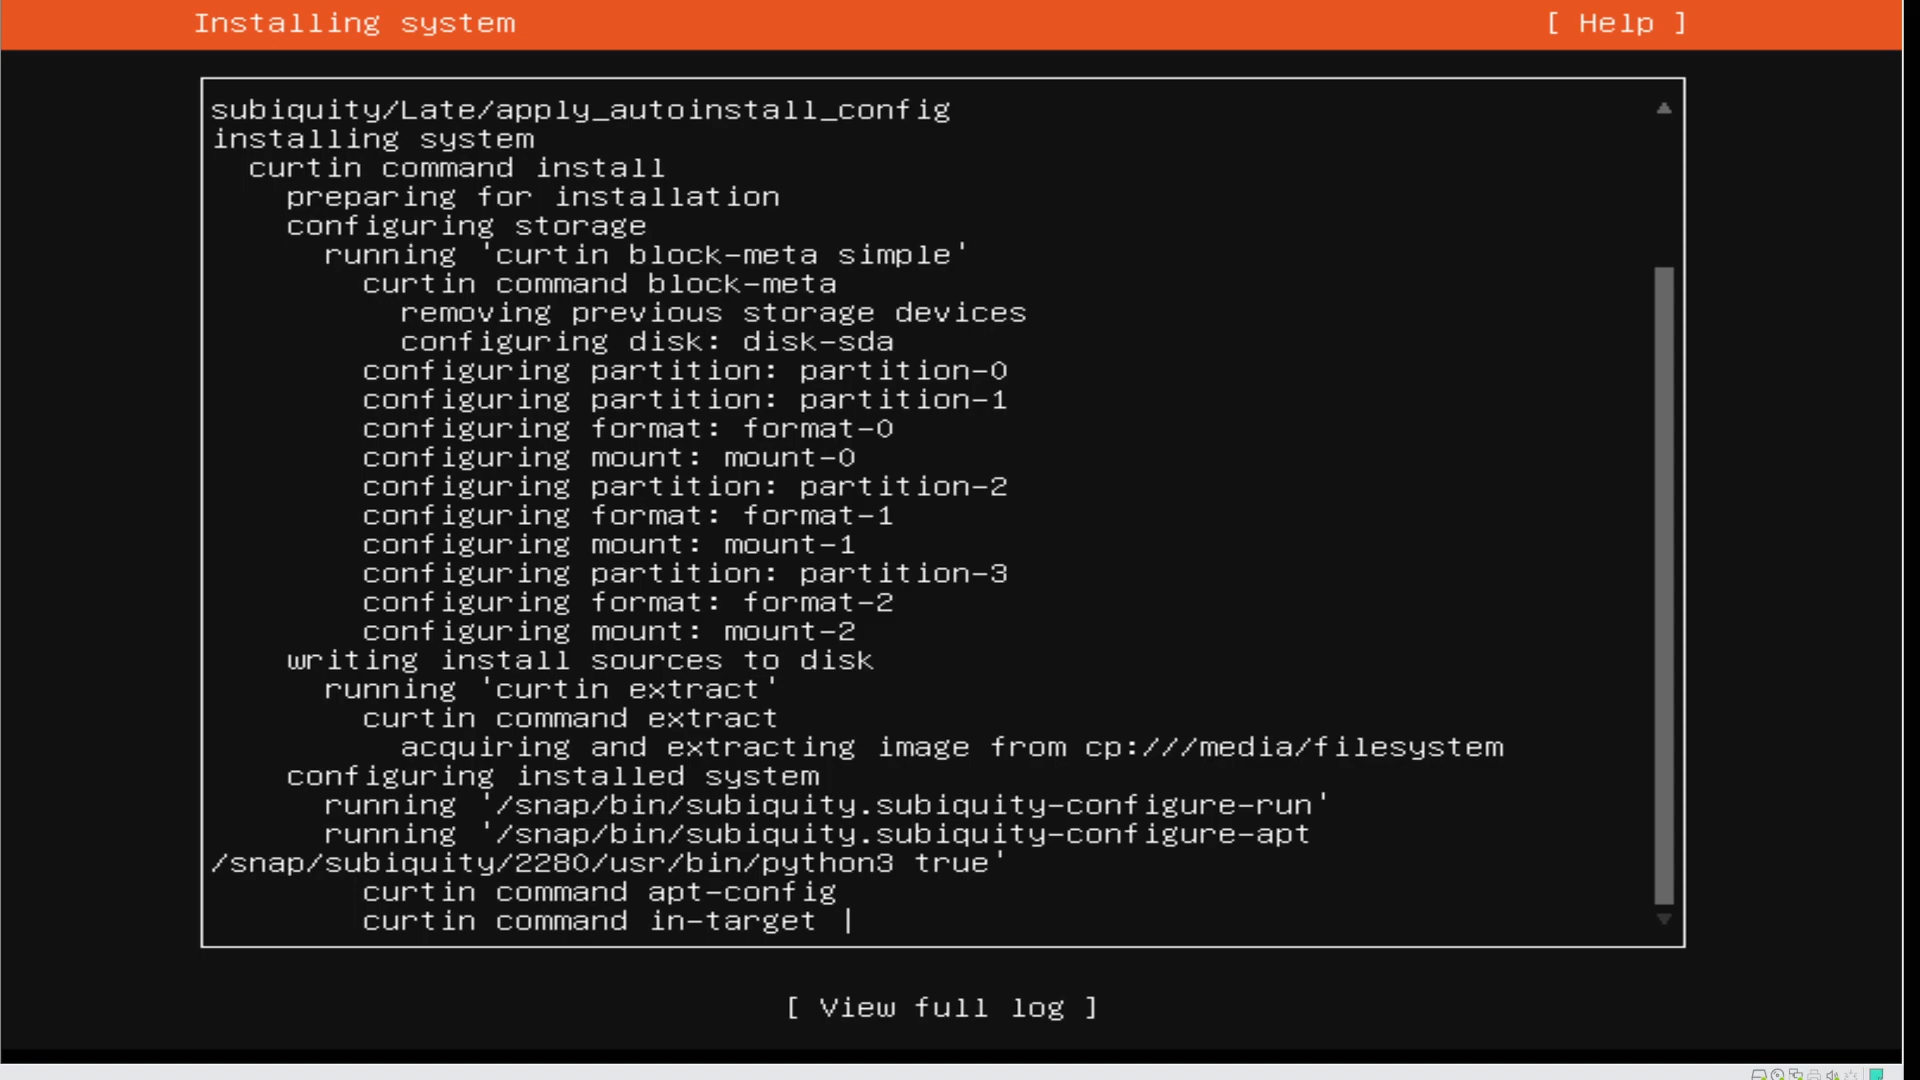 Installing system [ Help ]
subiquity/Late/apply_autoinstall_config
installing system
curtin command install
preparing for installation
configuring storage
running 'curtin block-meta simple'
curtin command block-meta
removing previous storage devices
configuring disk: disk-sda
configuring partition: partition-0
configuring partition: partition-1
configuring format: format-0
configuring mount: mount-0
configuring partition: partition-2
configuring format: format-1
configuring mount: mount-1
configuring partition: partition-3
configuring format: format-2
configuring mount: mount-2
writing install sources to disk
running 'curtin extract'
curtin command extract
acquiring and extracting image from cp:///media/filesystem
configuring installed system
running '/snap/bin/subiquity.subiquity-configure-run'
running '/snap/bin/subiquity.subiquity-configure-apt
/snap/subiquity/2280/usr/bin/python3 true'
curtin command apt-config
curtin command in-target |
[ View full log ]